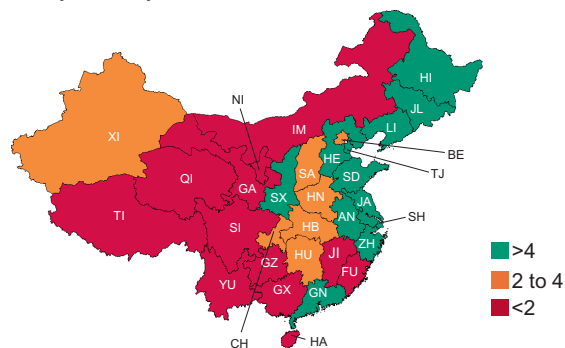 HI
JL
NI
IM
LI
XI
BE
HE
TJ
SA
SD
QI
GA
SX
HN
JA
TI
AN
SH
SI
HB
ZH
>4
HU
JI
GZ
FU
2 to 4
YU
GX
GN
<2
CH
HA